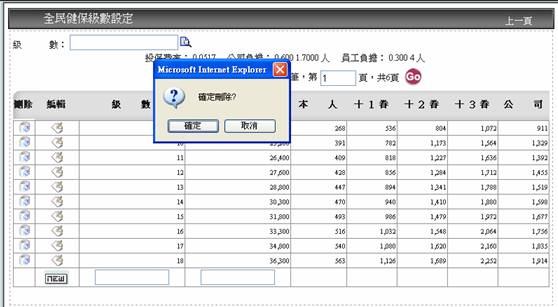 全民健保級數設定
上一頁
級 數：
0.0517 公司負擔：0.600 1.7000 人 員工負擔：0.300 4 人
Microsoft Internet Explorer
確定刪除?
確定 取消
筆，第 1 頁，共6頁 Go
刪除 編輯 級 數 本 人 ＋1眷 ＋2眷 ＋3眷 公 司
268 536 804 1,072 911
391 782 1,173 1,564 1,329
11 26,400 409 818 1,227 1,636 1,392
12 27,600 428 856 1,284 1,712 1,455
13 28,800 447 894 1,341 1,788 1,519
14 30,300 470 940 1,410 1,880 1,598
15 31,800 493 986 1,479 1,972 1,677
16 33,300 516 1,032 1,548 2,064 1,756
17 34,800 540 1,080 1,620 2,160 1,835
18 36,300 563 1,126 1,689 2,252 1,914
NEW